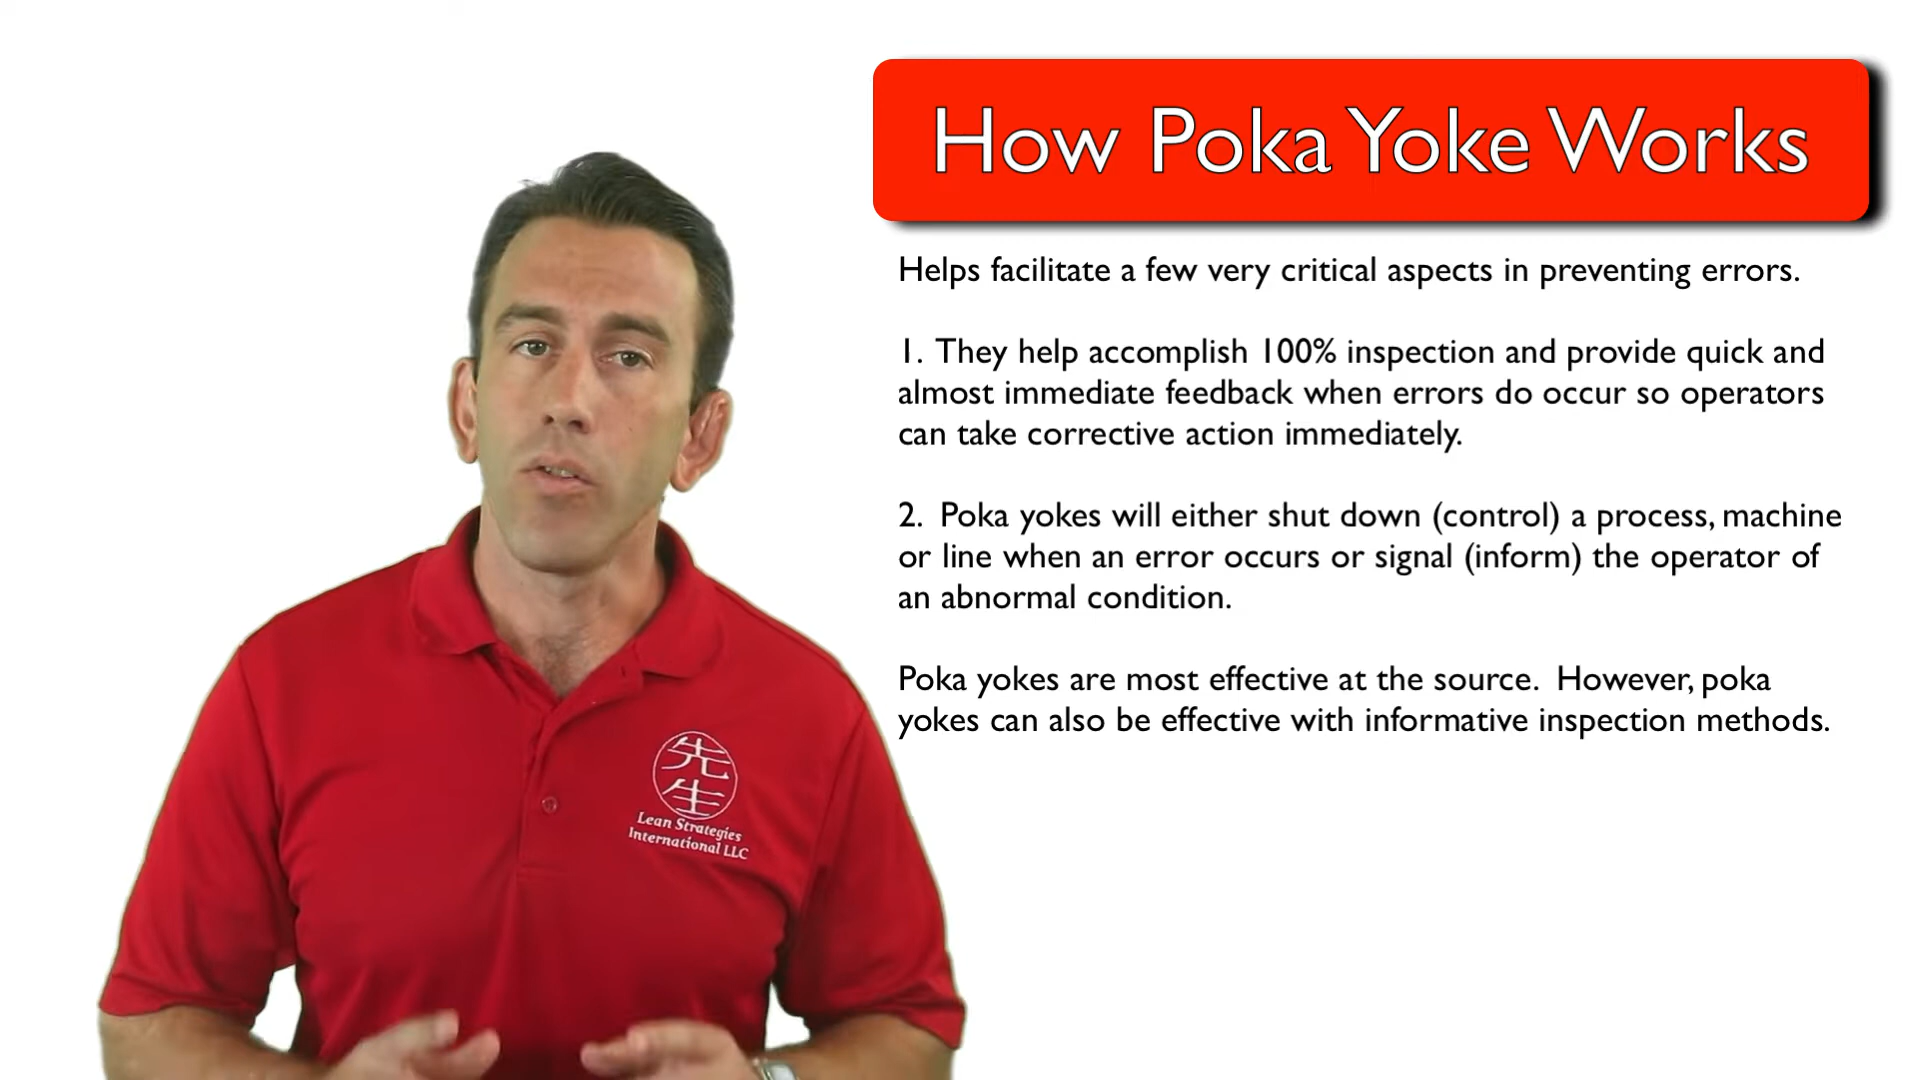 How Poka Yoke Works
Helps facilitate a few very critical aspects in preventing errors.
1. They help accomplish 100% inspection and provide quick and
almost immediate feedback when errors do occur so operators
can take corrective action immediately.
2. Poka yokes will either shut down (control) a process, machine
or line when an error occurs or signal (inform) the operator of
an abnormal condition.
Poka yokes are most effective at the source. However, poka
yokes can also be effective with informative inspection methods.
先
生
Lean Strategies
International LLC